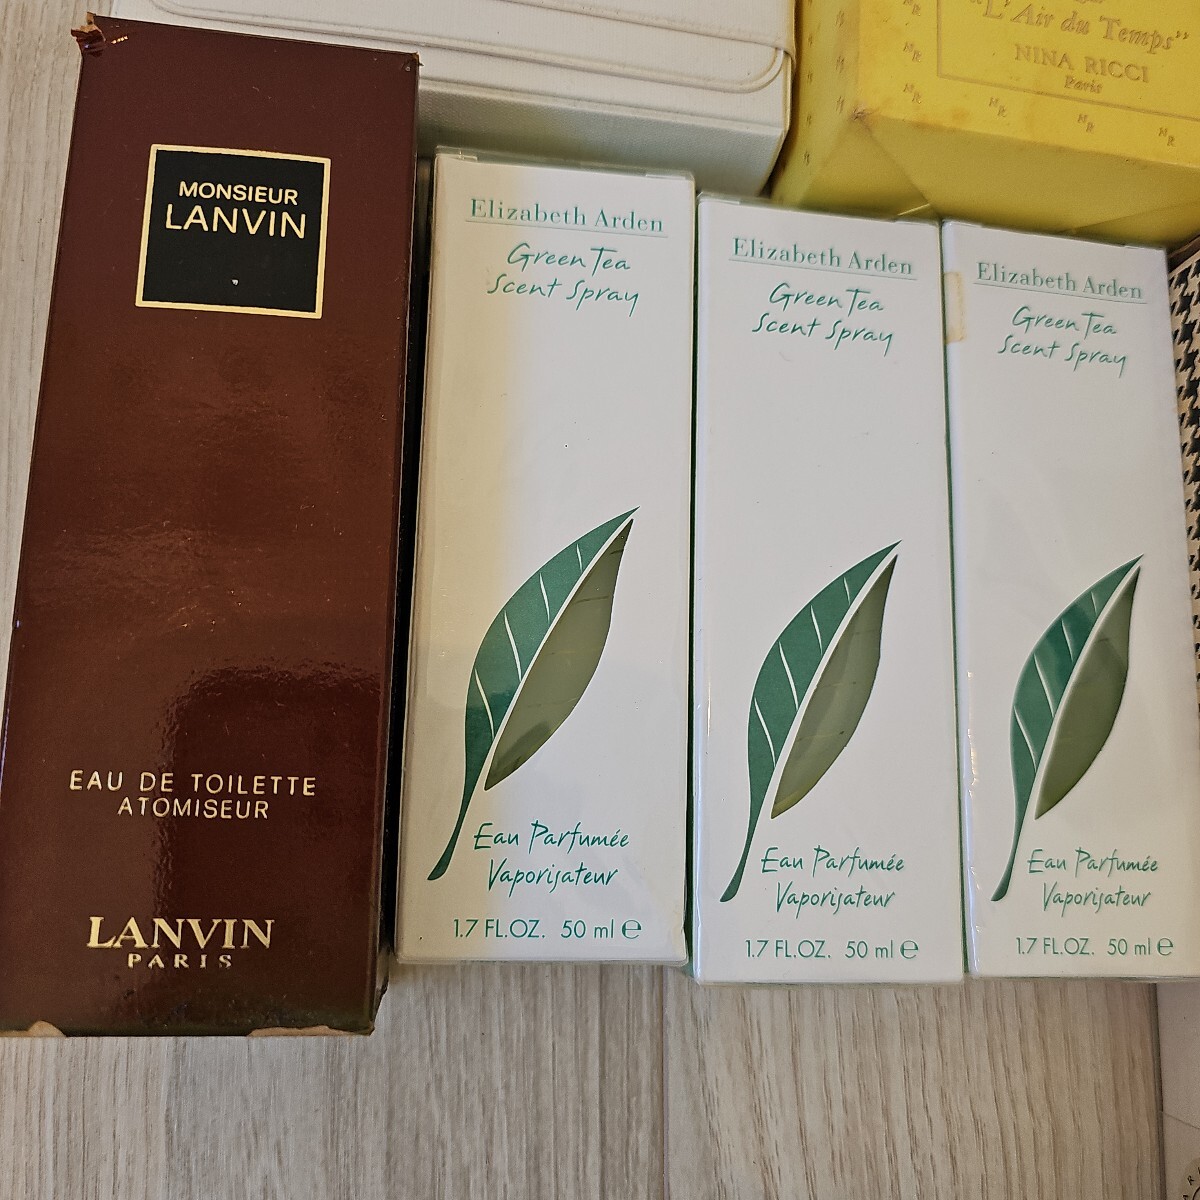 "L'Air du Temps"
NINA RICCI
Paris
MONSIEUR
LANVIN
EAU DE TOILETTE
ATOMISEUR
LANVIN
PARIS
Elizabeth Arden
Green Tea
Scent Spray
Eau Parfumée
Vaporisateur
1.7 FL.OZ. 50 ml ℮
Elizabeth Arden
Green Tea
Scent Spray
Eau Parfumée
Vaporisateur
1.7 FL.OZ. 50 ml ℮
Elizabeth Arden
Green Tea
Scent Spray
Eau Parfumée
Vaporisateur
1.7 FL.OZ. 50 ml ℮